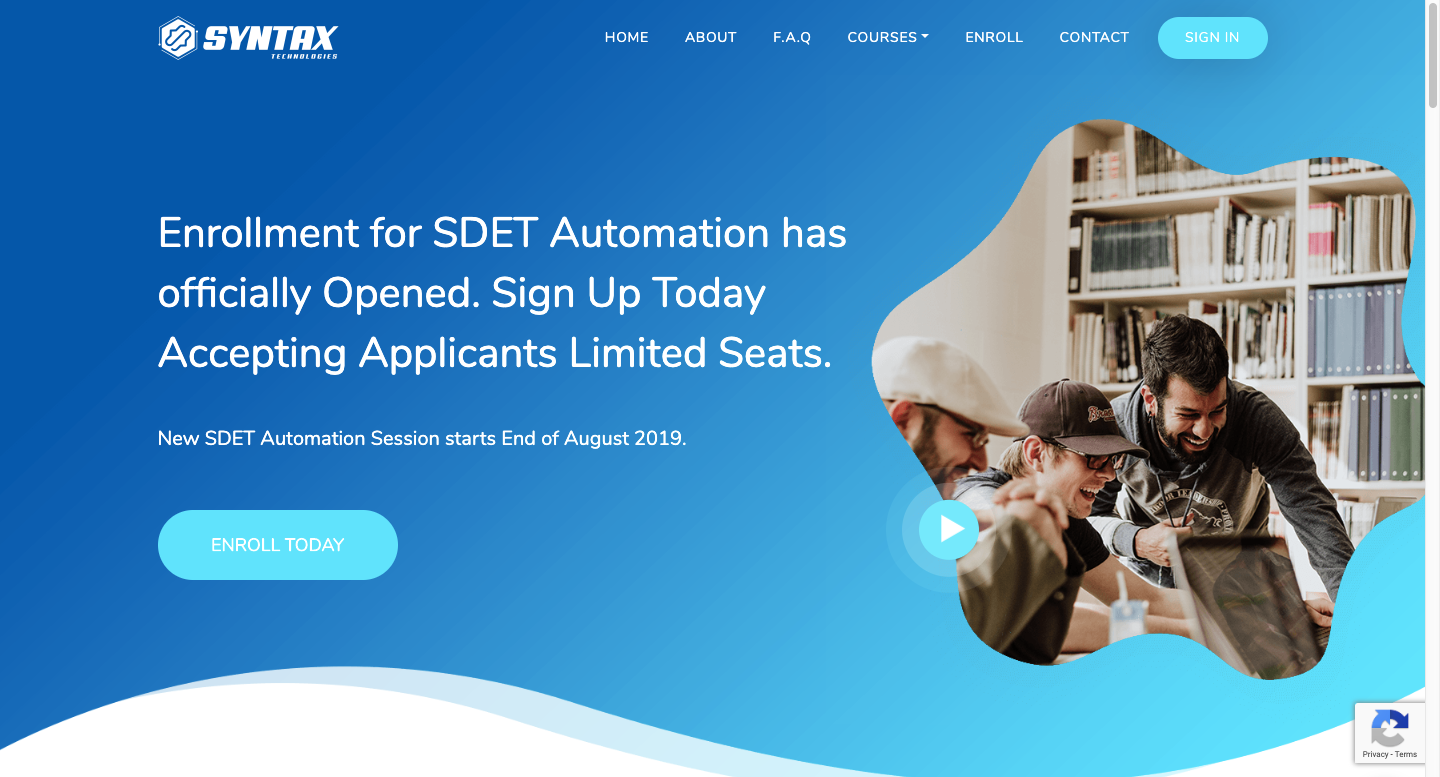 SYNTAX
TECHNOLOGIES
HOME ABOUT F.A.Q COURSES ENROLL CONTACT SIGN IN
Enrollment for SDET Automation has
officially Opened. Sign Up Today
Accepting Applicants Limited Seats.
New SDET Automation Session starts End of August 2019.
ENROLL TODAY
Privacy - Terms